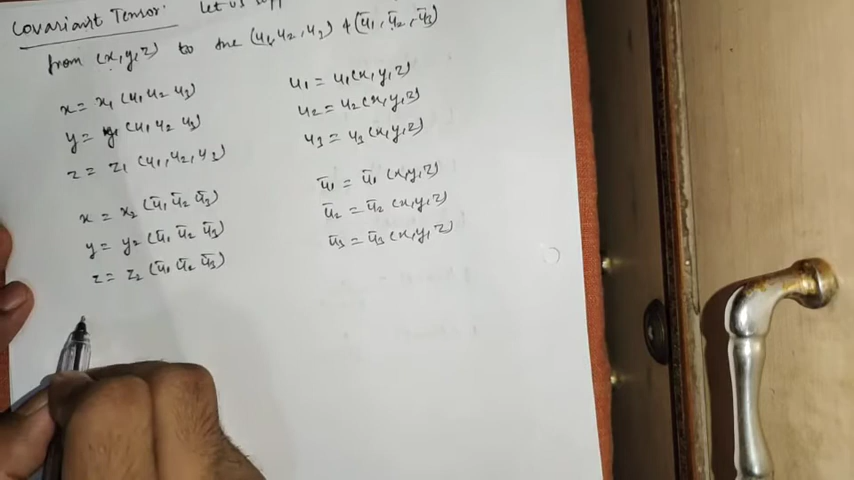 Covariant Tensor. Let us
from (x, y, z) to the (u1, u2, u3) & (ū1, ū2, ū3)
x = x1 (u1 u2 u3) u1 = u1(x, y, z)
y = y1 (u1 u2 u3) u2 = u2(x, y, z)
z = z1 (u1, u2, u3) u3 = u3(x, y, z)
x = x2 (ū1 ū2 ū3) ū1 = ū1 (x, y, z)
y = y2 (ū1 ū2 ū3) ū2 = ū2 (x, y, z)
z = z2 (ū1 ū2 ū3) ū3 = ū3 (x, y, z)